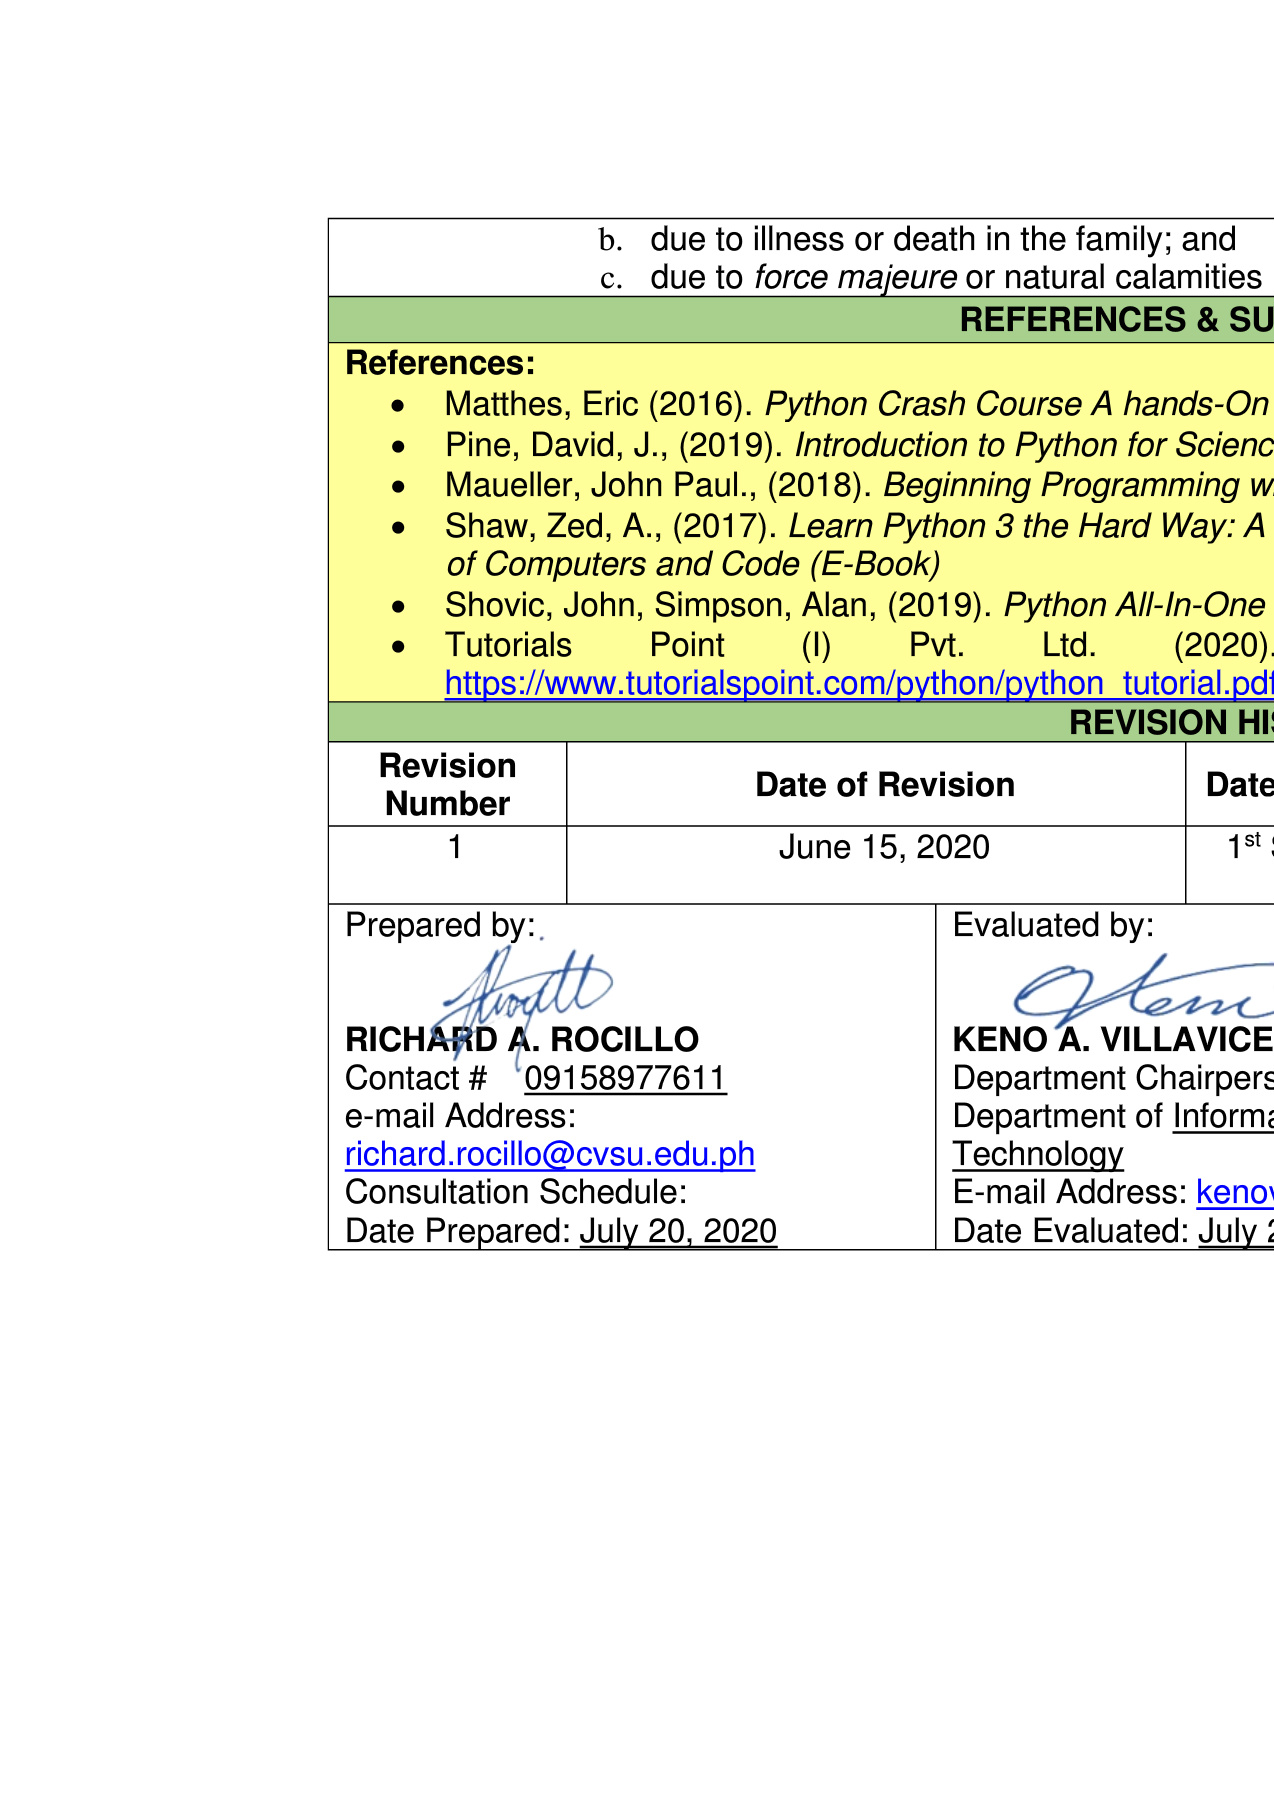 b. due to illness or death in the family; and
c. due to force majeure or natural calamities
REFERENCES & SU
References:
• Matthes, Eric (2016). Python Crash Course A hands-On
• Pine, David, J., (2019). Introduction to Python for Scienc
• Maueller, John Paul., (2018). Beginning Programming w
• Shaw, Zed, A., (2017). Learn Python 3 the Hard Way: A
of Computers and Code (E-Book)
• Shovic, John, Simpson, Alan, (2019). Python All-In-One
• Tutorials Point (I) Pvt. Ltd. (2020).
https://www.tutorialspoint.com/python/python_tutorial.pdf
REVISION HIS
Revision
Number
Date of Revision
Date
1
June 15, 2020
1st S
Prepared by:
RICHARD A. ROCILLO
Contact # 09158977611
e-mail Address:
richard.rocillo@cvsu.edu.ph
Consultation Schedule:
Date Prepared: July 20, 2020
Evaluated by:
KENO A. VILLAVICE
Department Chairpers
Department of Informa
Technology
E-mail Address: kenov
Date Evaluated: July 2